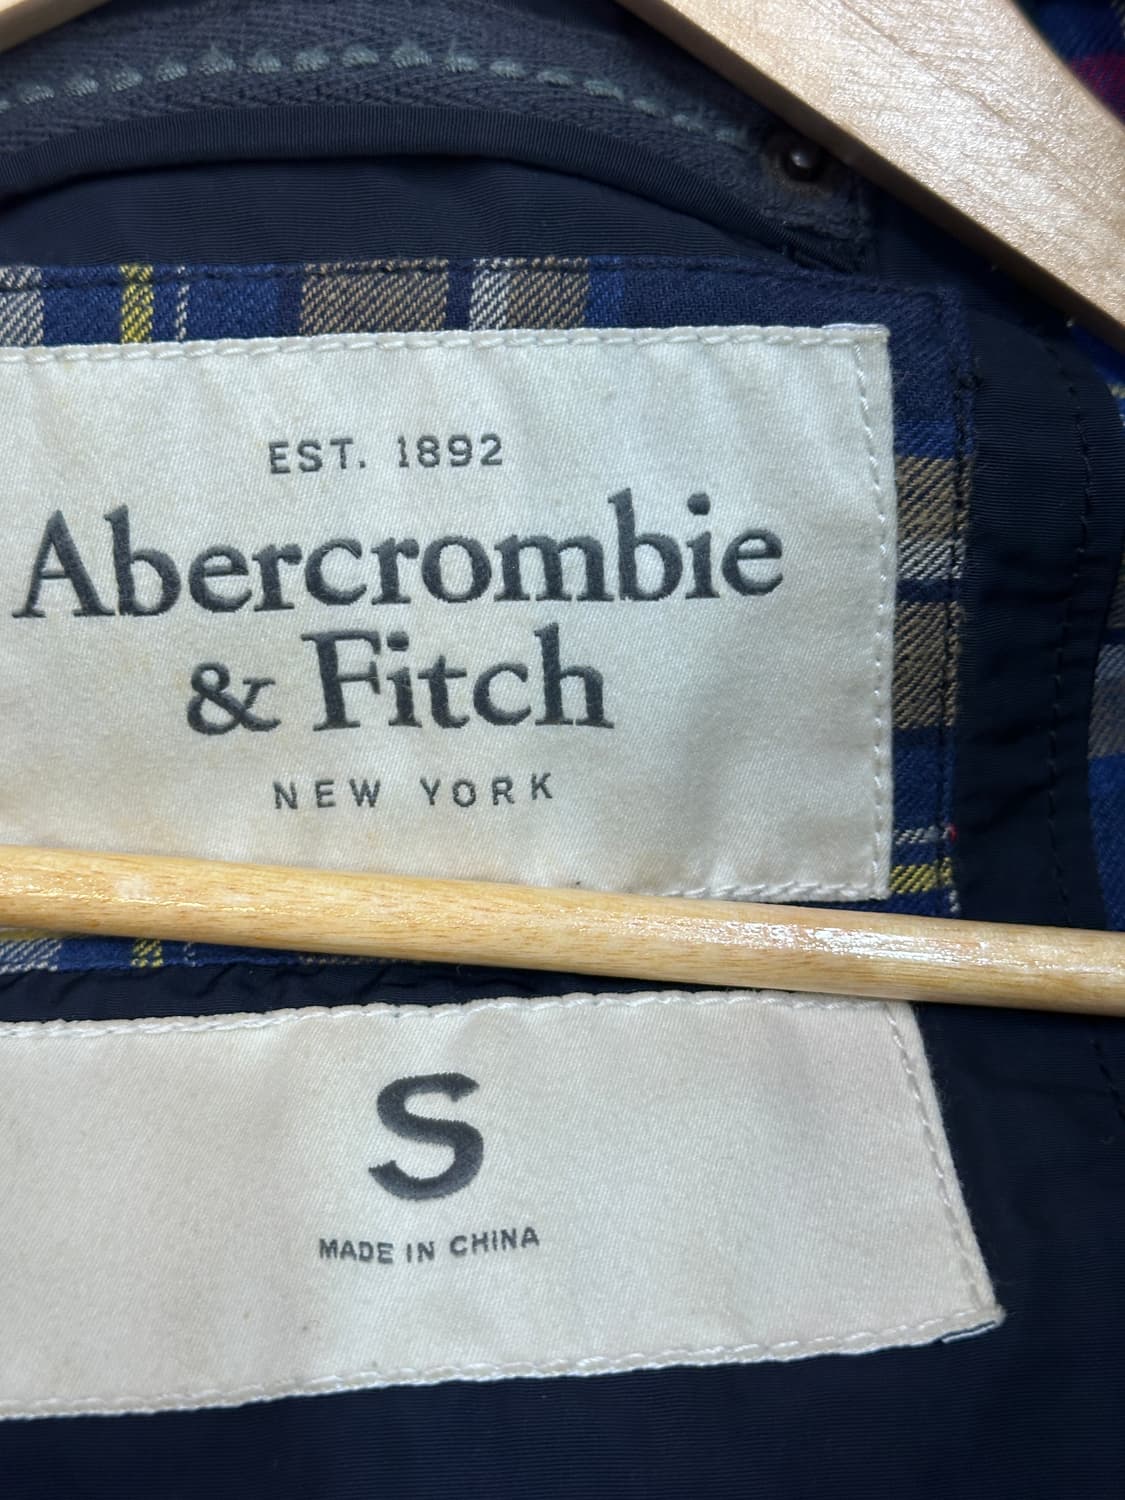 EST. 1892
Abercrombie
& Fitch
NEW YORK
S
MADE IN CHINA